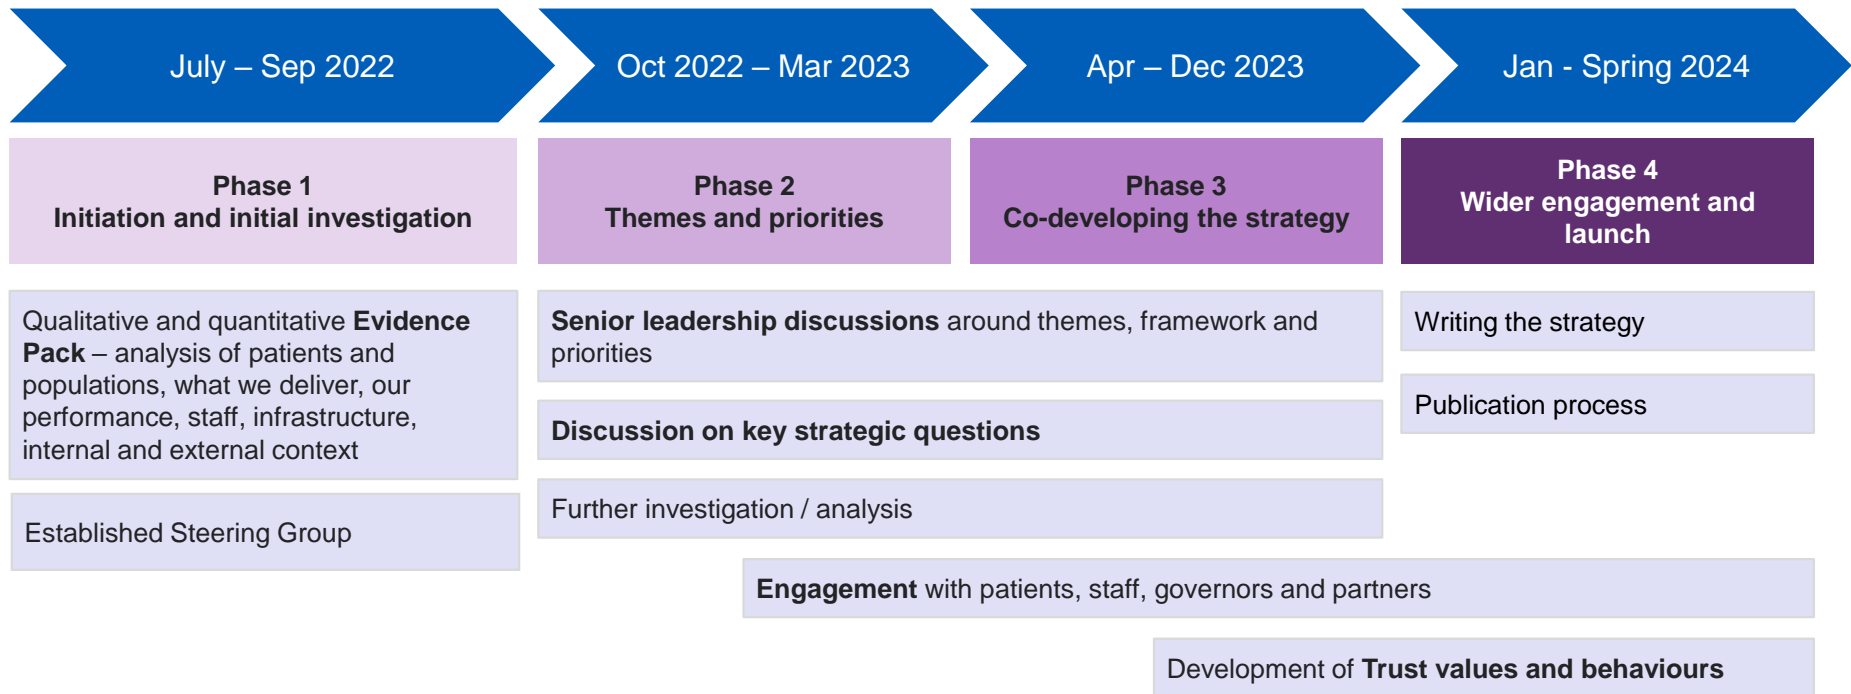 July – Sep 2022
Oct 2022 – Mar 2023
Apr – Dec 2023
Jan - Spring 2024
Phase 1
Initiation and initial investigation
Phase 2
Themes and priorities
Phase 3
Co-developing the strategy
Phase 4
Wider engagement and
launch
Qualitative and quantitative Evidence
Pack – analysis of patients and
populations, what we deliver, our
performance, staff, infrastructure,
internal and external context
Established Steering Group
Senior leadership discussions around themes, framework and
priorities
Discussion on key strategic questions
Further investigation / analysis
Writing the strategy
Publication process
Engagement with patients, staff, governors and partners
Development of Trust values and behaviours